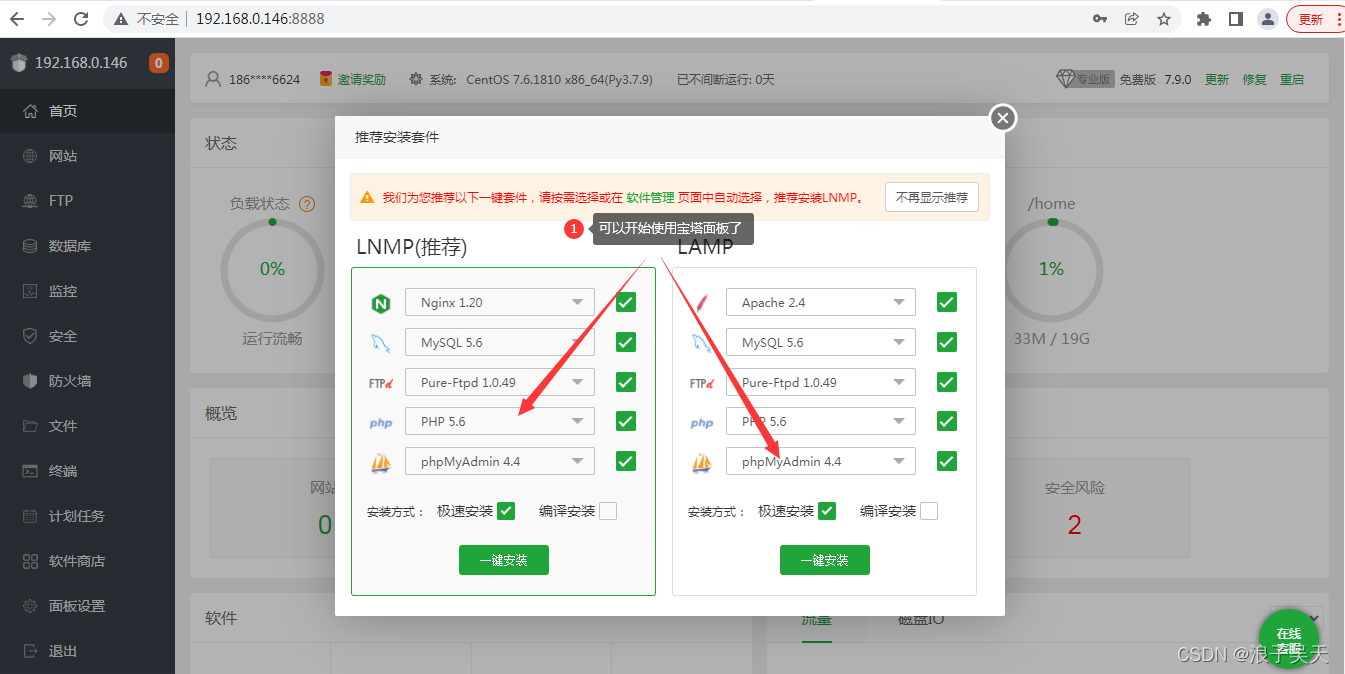 不安全 192.168.0.146:8888 更新
192.168.0.146 0
186****6624 邀请奖励 系统: CentOS 7.6.1810 x86_64(Py3.7.9) 已不间断运行: 0天 专业版 免费版 7.9.0 更新 修复 重启
首页
网站
FTP
数据库
监控
安全
防火墙
文件
终端
计划任务
软件商店
面板设置
退出
状态
负载状态 ?
0%
运行流畅
/home
1%
33M / 19G
概览
网站
0
安全风险
2
软件
流量 磁盘IO
推荐安装套件
我们为您推荐以下一键套件，请按需选择或在 软件管理 页面中自动选择，推荐安装LNMP。 不再显示推荐
1 可以开始使用宝塔面板了
LNMP(推荐)
Nginx 1.20
MySQL 5.6
FTPd Pure-Ftpd 1.0.49
php PHP 5.6
phpMyAdmin 4.4
安装方式： 极速安装 编译安装
一键安装
LAMP
Apache 2.4
MySQL 5.6
FTPd Pure-Ftpd 1.0.49
php PHP 5.6
phpMyAdmin 4.4
安装方式： 极速安装 编译安装
一键安装
在线
客服
CSDN @浪子吴天